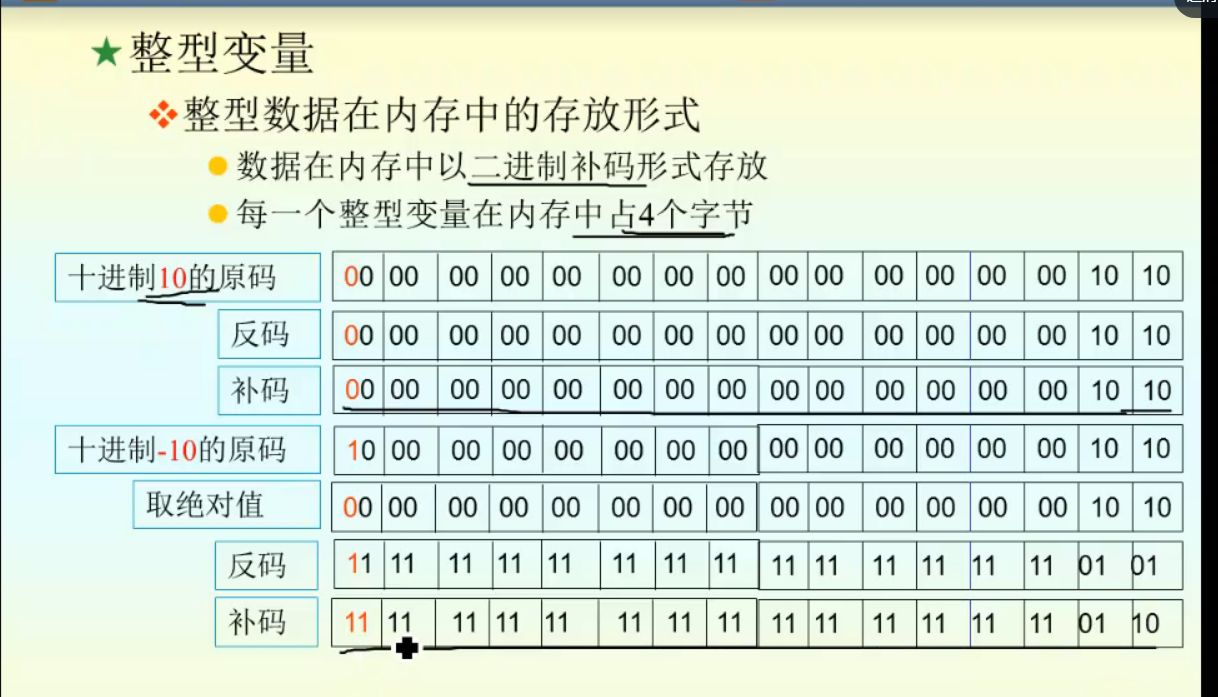 整型变量
整型数据在内存中的存放形式
数据在内存中以二进制补码形式存放
每一个整型变量在内存中占4个字节
十进制10的原码 00 00 00 00 00 00 00 00 00 00 00 00 00 00 10 10
反码 00 00 00 00 00 00 00 00 00 00 00 00 00 00 10 10
补码 00 00 00 00 00 00 00 00 00 00 00 00 00 00 10 10
十进制-10的原码 10 00 00 00 00 00 00 00 00 00 00 00 00 00 10 10
取绝对值 00 00 00 00 00 00 00 00 00 00 00 00 00 00 10 10
反码 11 11 11 11 11 11 11 11 11 11 11 11 11 11 01 01
补码 11 11 11 11 11 11 11 11 11 11 11 11 11 11 01 10